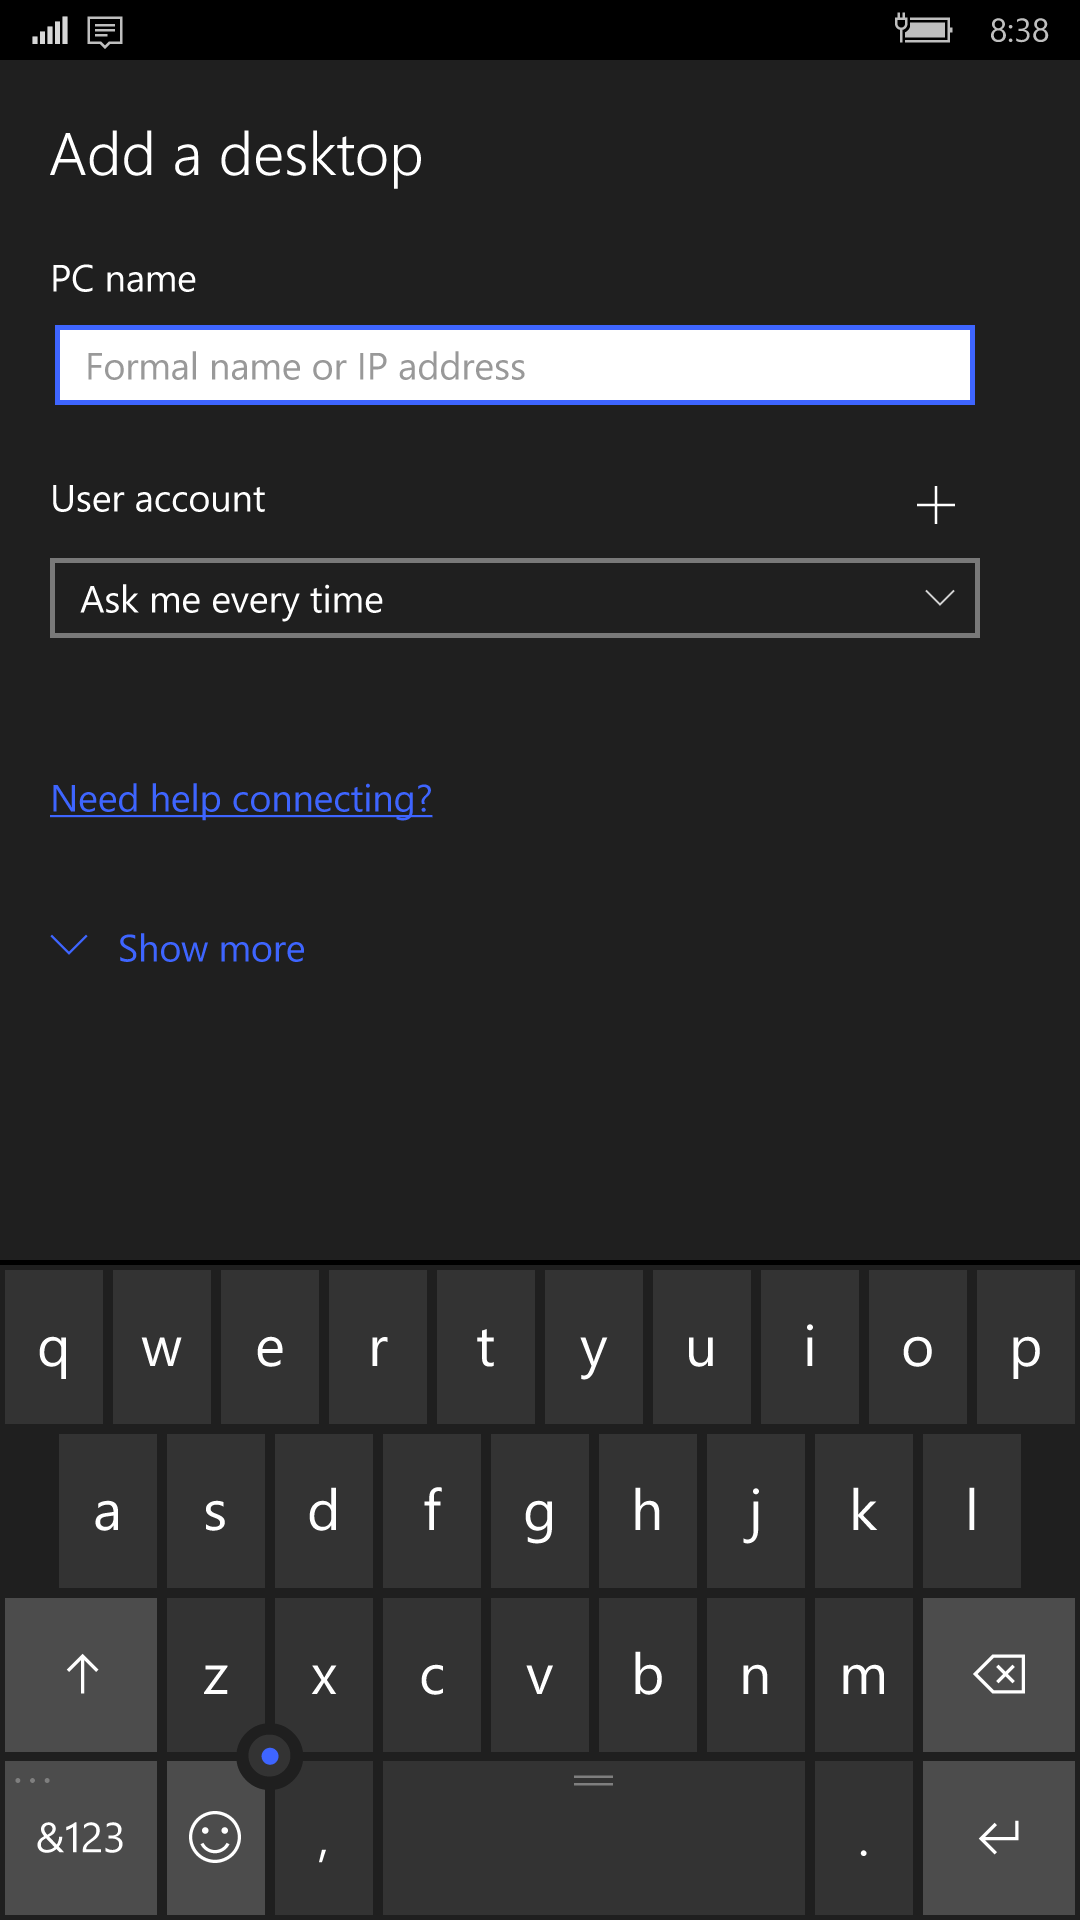 8:38
Add a desktop
PC name
Formal name or IP address
User account
Ask me every time
Need help connecting?
Show more
q w e r t y u i o p
a s d f g h j k l
z x c v b n m
&123 , .